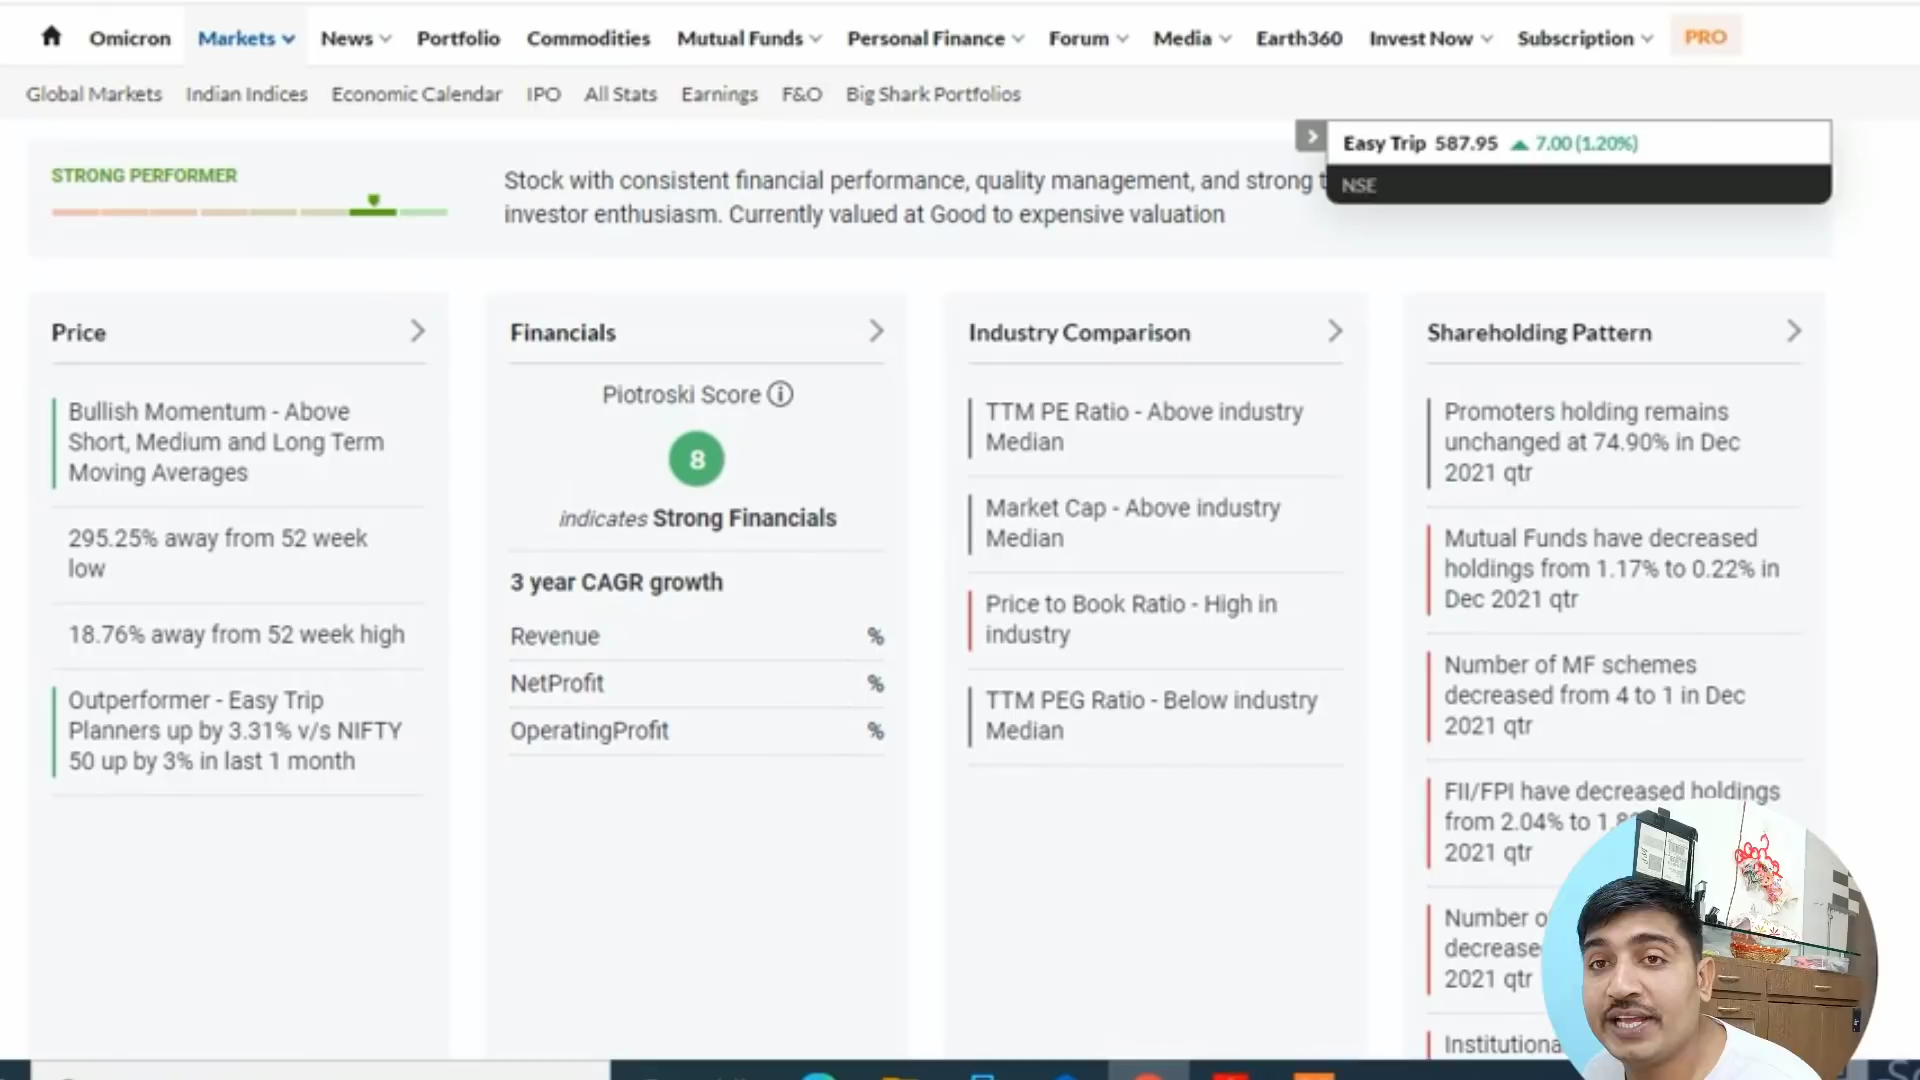 Omicron Markets News Portfolio Commodities Mutual Funds Personal Finance Forum Media Earth360 Invest Now Subscription PRO
Global Markets Indian Indices Economic Calendar IPO All Stats Earnings F&O Big Shark Portfolios
Easy Trip 587.95 7.00 (1.20%)
NSE
STRONG PERFORMER
Stock with consistent financial performance, quality management, and strong
investor enthusiasm. Currently valued at Good to expensive valuation
Price
Bullish Momentum - Above
Short, Medium and Long Term
Moving Averages
295.25% away from 52 week
low
18.76% away from 52 week high
Outperformer - Easy Trip
Planners up by 3.31% v/s NIFTY
50 up by 3% in last 1 month
Financials
Piotroski Score
8
indicates Strong Financials
3 year CAGR growth
Revenue %
NetProfit %
OperatingProfit %
Industry Comparison
TTM PE Ratio - Above industry
Median
Market Cap - Above industry
Median
Price to Book Ratio - High in
industry
TTM PEG Ratio - Below industry
Median
Shareholding Pattern
Promoters holding remains
unchanged at 74.90% in Dec
2021 qtr
Mutual Funds have decreased
holdings from 1.17% to 0.22% in
Dec 2021 qtr
Number of MF schemes
decreased from 4 to 1 in Dec
2021 qtr
FII/FPI have decreased holdings
from 2.04% to
2021 qtr
Number
2021 qtr